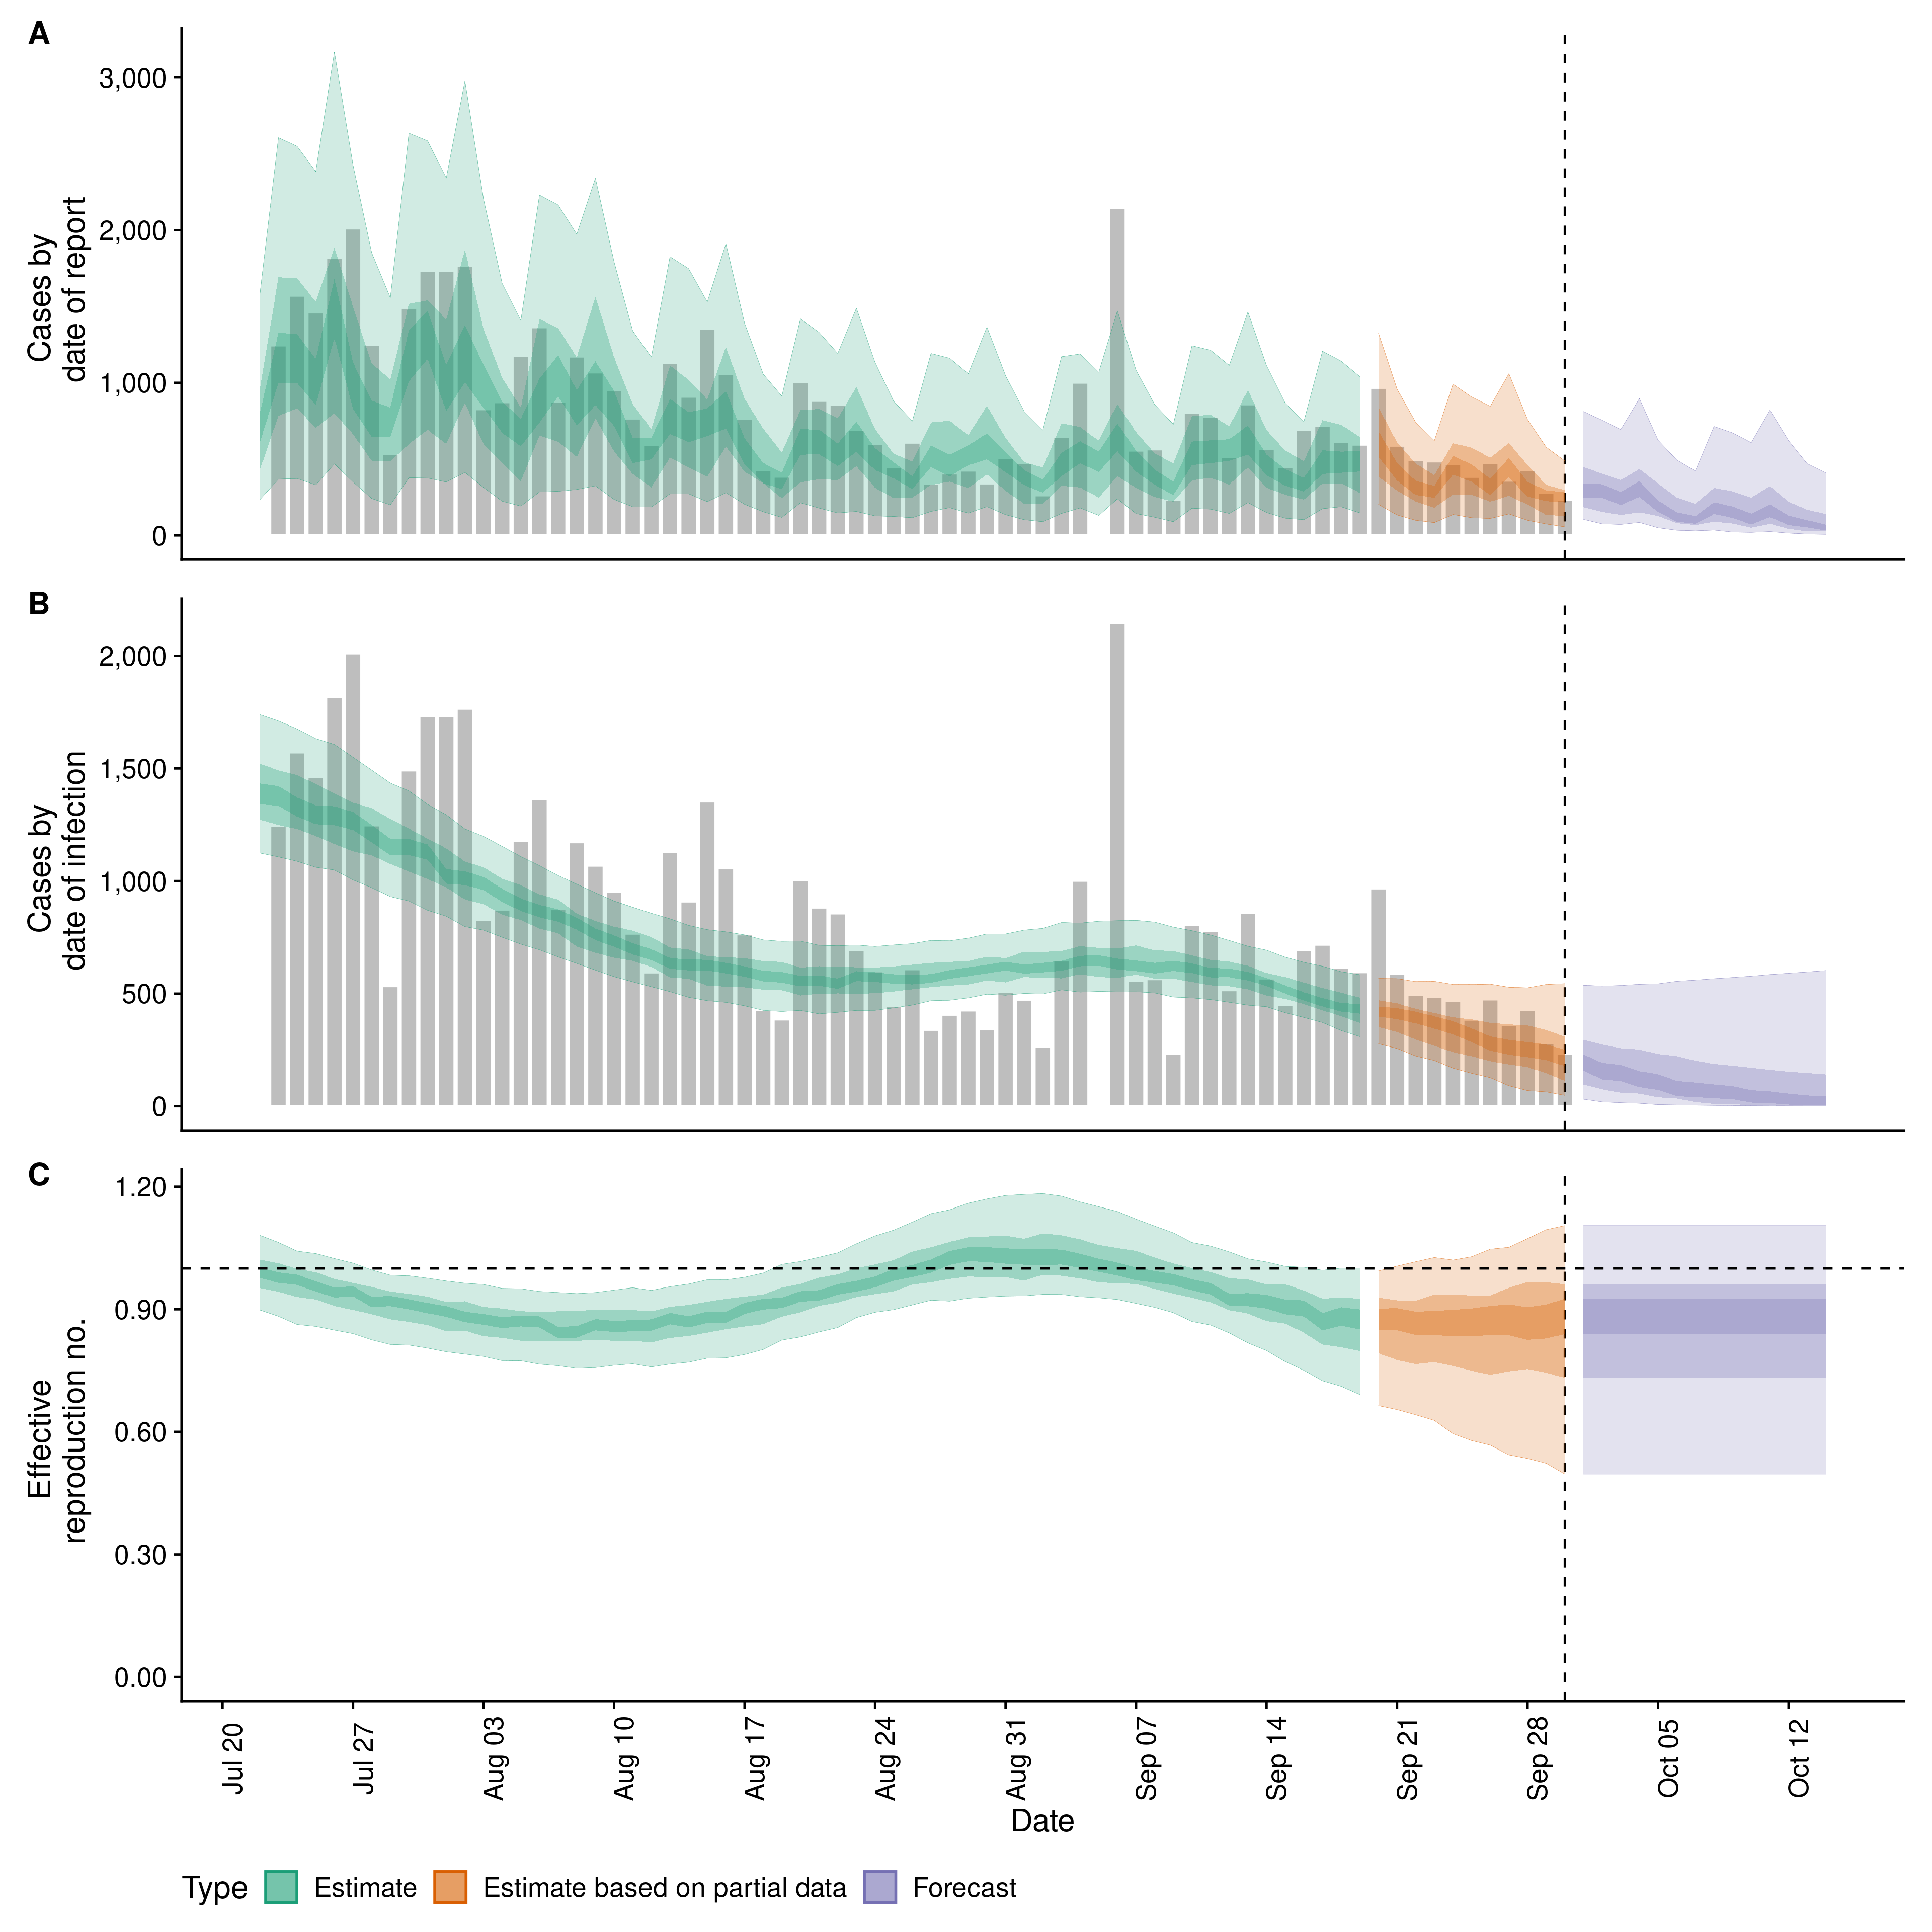 A
3,000
2,000
1,000
0
Cases by
date of report
B
2,000
1,500
1,000
500
0
Cases by
date of infection
C
1.20
0.90
0.60
0.30
0.00
Effective
reproduction no.
Jul 20
Jul 27
Aug 03
Aug 10
Aug 17
Aug 24
Aug 31
Sep 07
Sep 14
Sep 21
Sep 28
Oct 05
Oct 12
Date
Type Estimate Estimate based on partial data Forecast